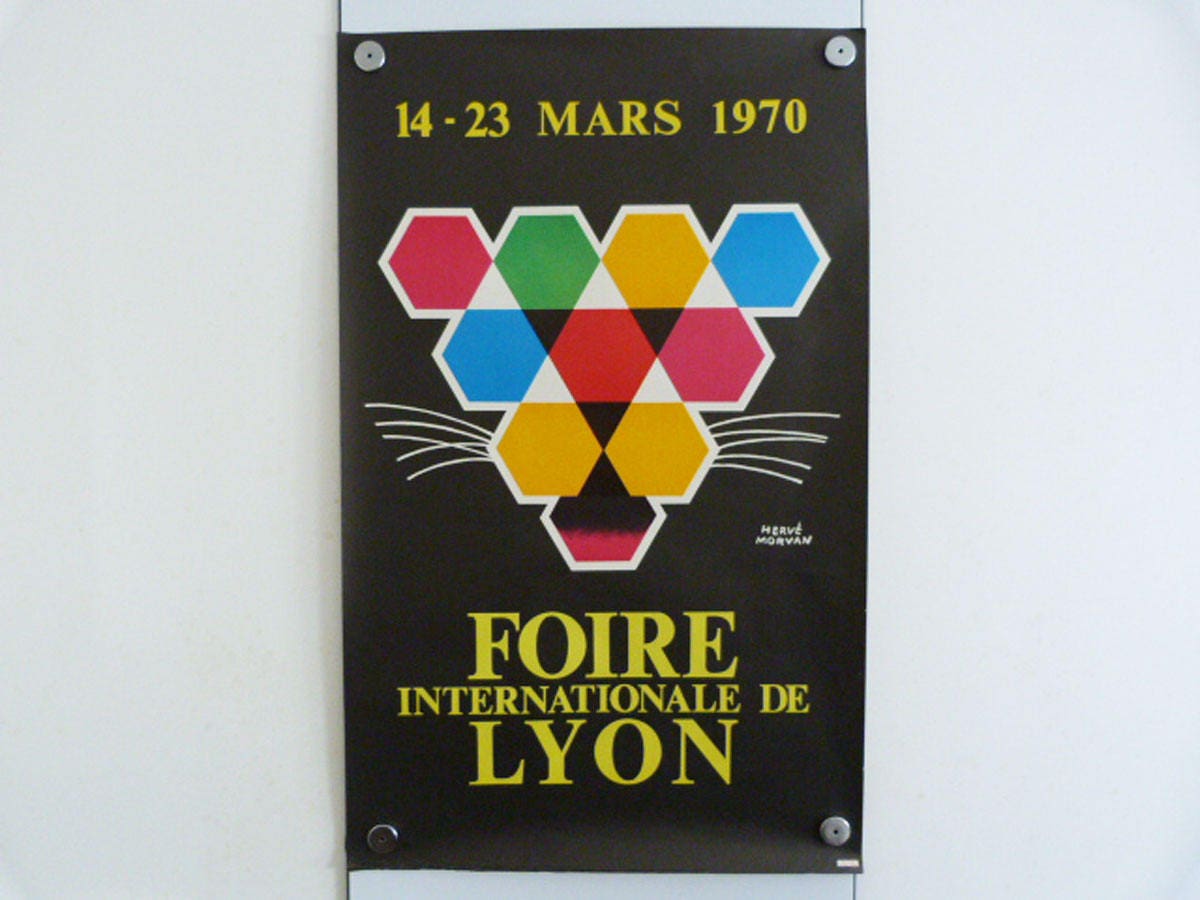 14 - 23 MARS 1970
HERVÉ
MORVAN
FOIRE
INTERNATIONALE DE
LYON